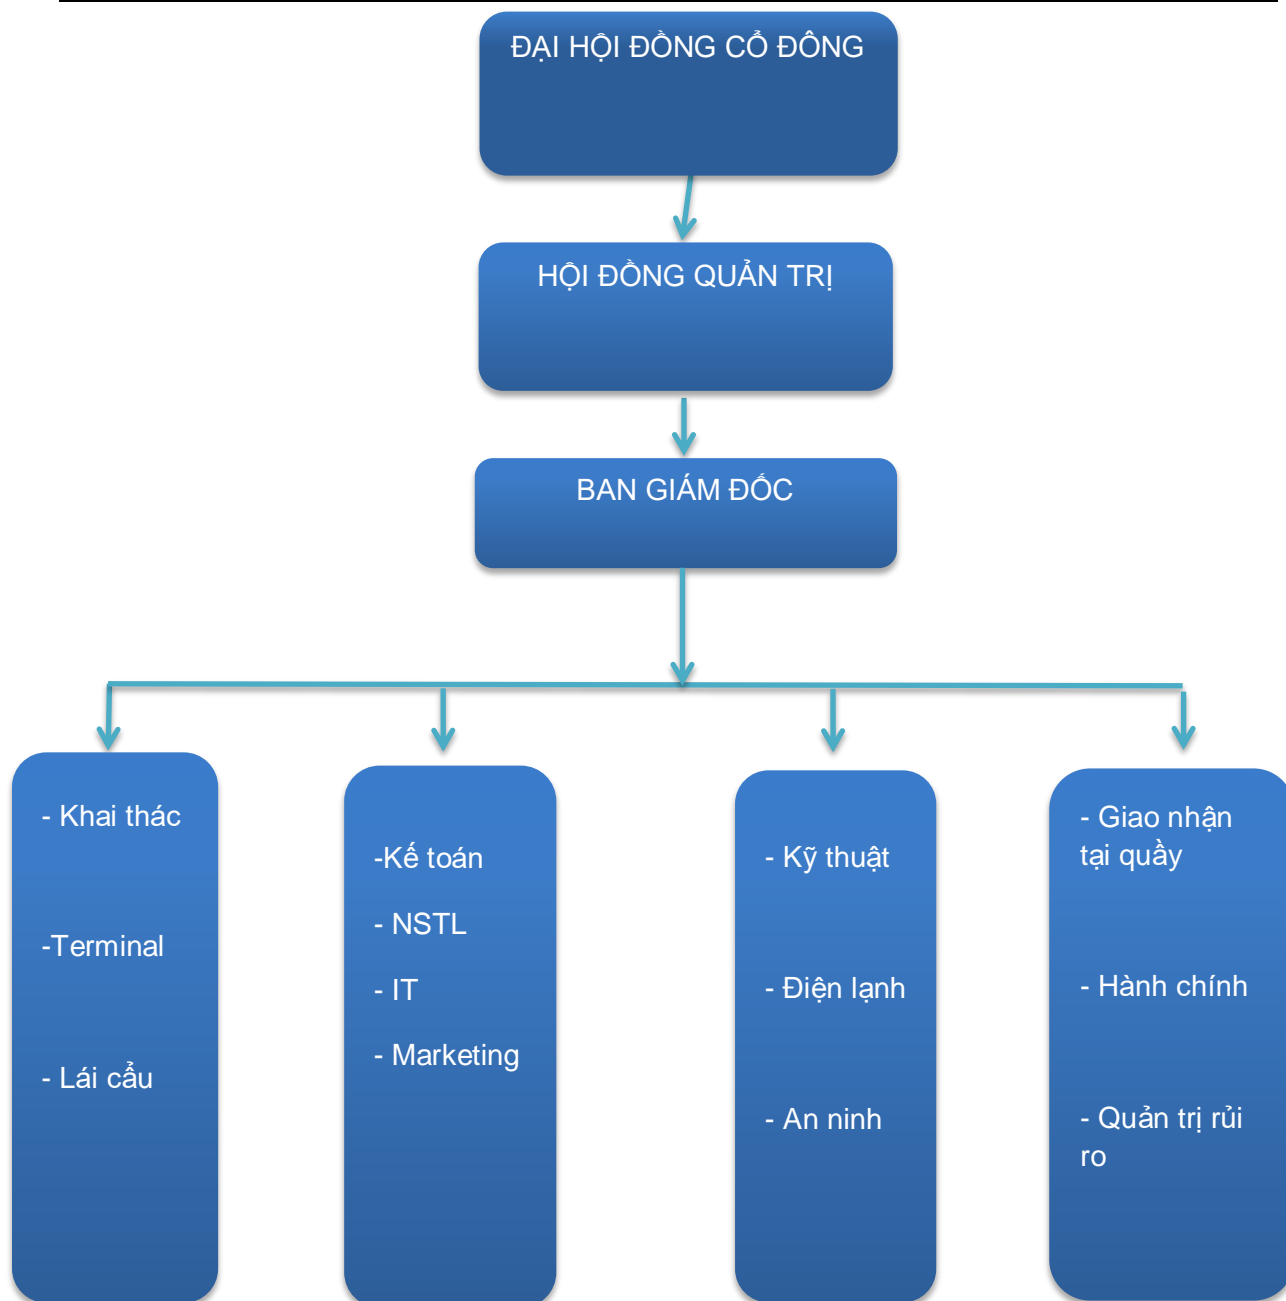 ĐẠI HỘI ĐỒNG CỔ ĐÔNG
HỘI ĐỒNG QUẢN TRỊ
BAN GIÁM ĐỐC
- Khai thác
-Terminal
- Lái cẩu
-Kế toán
- NSTL
- IT
- Marketing
- Kỹ thuật
- Điện lạnh
- An ninh
- Giao nhận
tại quầy
- Hành chính
- Quản trị rủi
ro